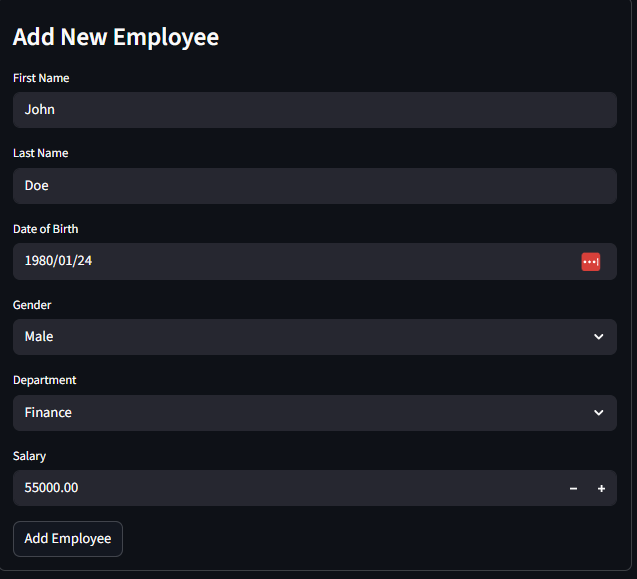 Add New Employee
First Name
John
Last Name
Doe
Date of Birth
1980/01/24
Gender
Male
Department
Finance
Salary
55000.00
Add Employee